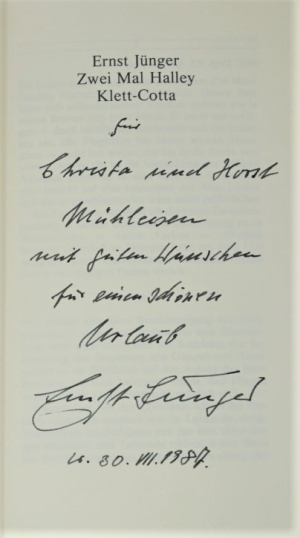 Ernst Jünger
Zwei Mal Halley
Klett-Cotta
für
Christa und Horst
Mühleisen
mit guten Wünschen
für einen schönen
Urlaub
Ernst Jünger
30. VII. 1987.